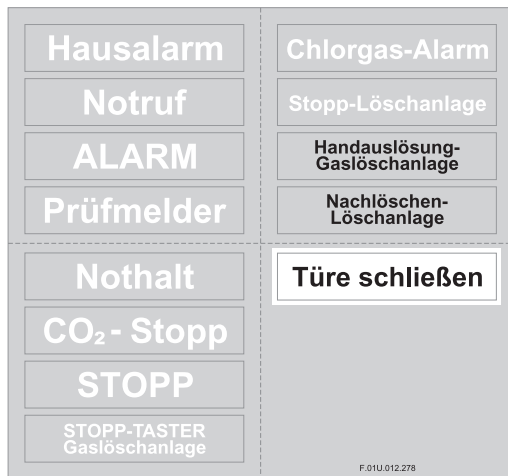 Hausalarm
Notruf
ALARM
Prüfmelder
Chlorgas-Alarm
Stopp-Löschanlage
Handauslösung-
Gaslöschanlage
Nachlöschen-
Löschanlage
Nothalt
CO₂ - Stopp
STOPP
STOPP-TASTER
Gaslöschanlage
Türe schließen
F.01U.012.278